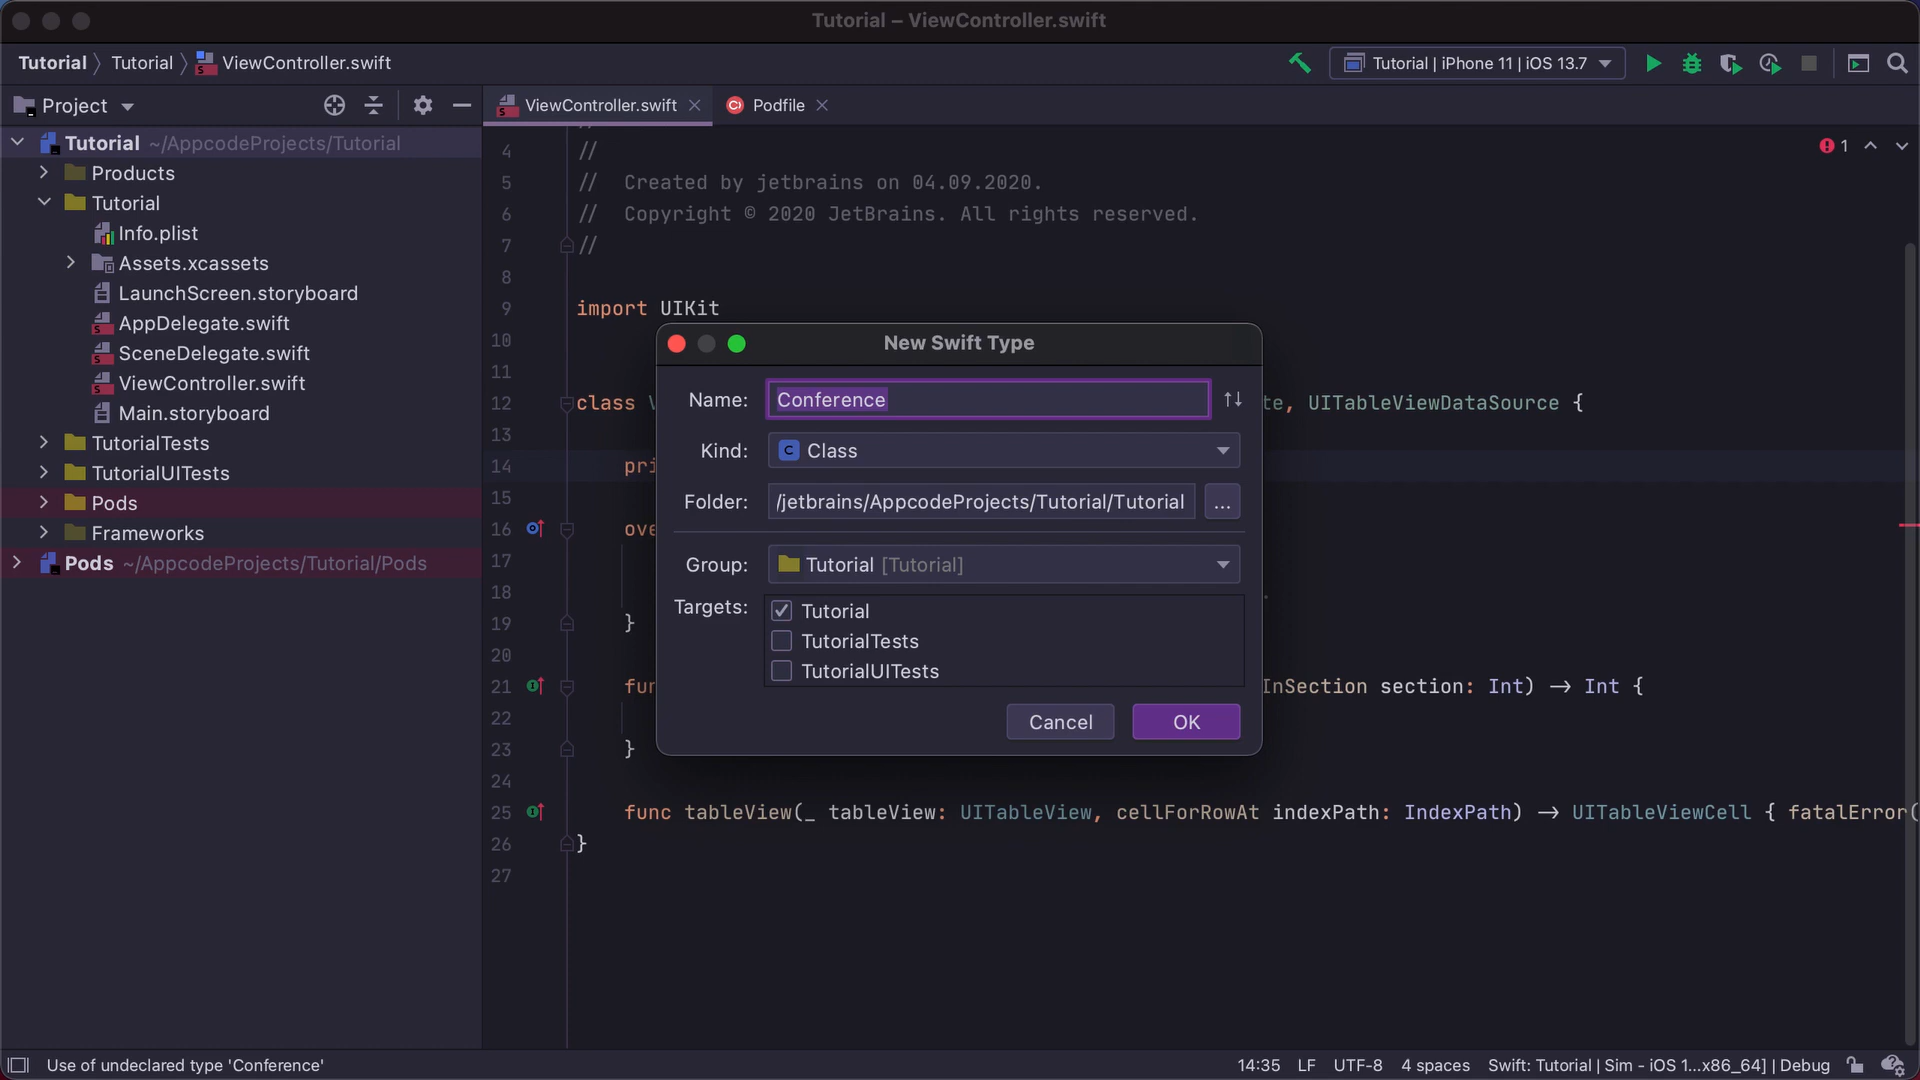 Tutorial – ViewController.swift
Tutorial Tutorial ViewController.swift
Tutorial | iPhone 11 | iOS 13.7
Project
ViewController.swift
Podfile
Tutorial ~/AppcodeProjects/Tutorial
Products
Tutorial
Info.plist
Assets.xcassets
LaunchScreen.storyboard
AppDelegate.swift
SceneDelegate.swift
ViewController.swift
Main.storyboard
TutorialTests
TutorialUITests
Pods
Frameworks
Pods ~/AppcodeProjects/Tutorial/Pods
1
4 //
5 // Created by jetbrains on 04.09.2020.
6 // Copyright © 2020 JetBrains. All rights reserved.
7 //
8
9 import UIKit
10
11
12 class te, UITableViewDataSource {
13
14 pri
15
16 ove
17
18
19 }
20
21 fun InSection section: Int) → Int {
22
23 }
24
25 func tableView(_ tableView: UITableView, cellForRowAt indexPath: IndexPath) → UITableViewCell { fatalError(
26 }
27
New Swift Type
Name: Conference
Kind: C Class
Folder: /jetbrains/AppcodeProjects/Tutorial/Tutorial ...
Group: Tutorial [Tutorial]
Targets: Tutorial
TutorialTests
TutorialUITests
Cancel OK
Use of undeclared type 'Conference'
14:35 LF UTF-8 4 spaces Swift: Tutorial | Sim - iOS 1...x86_64] | Debug